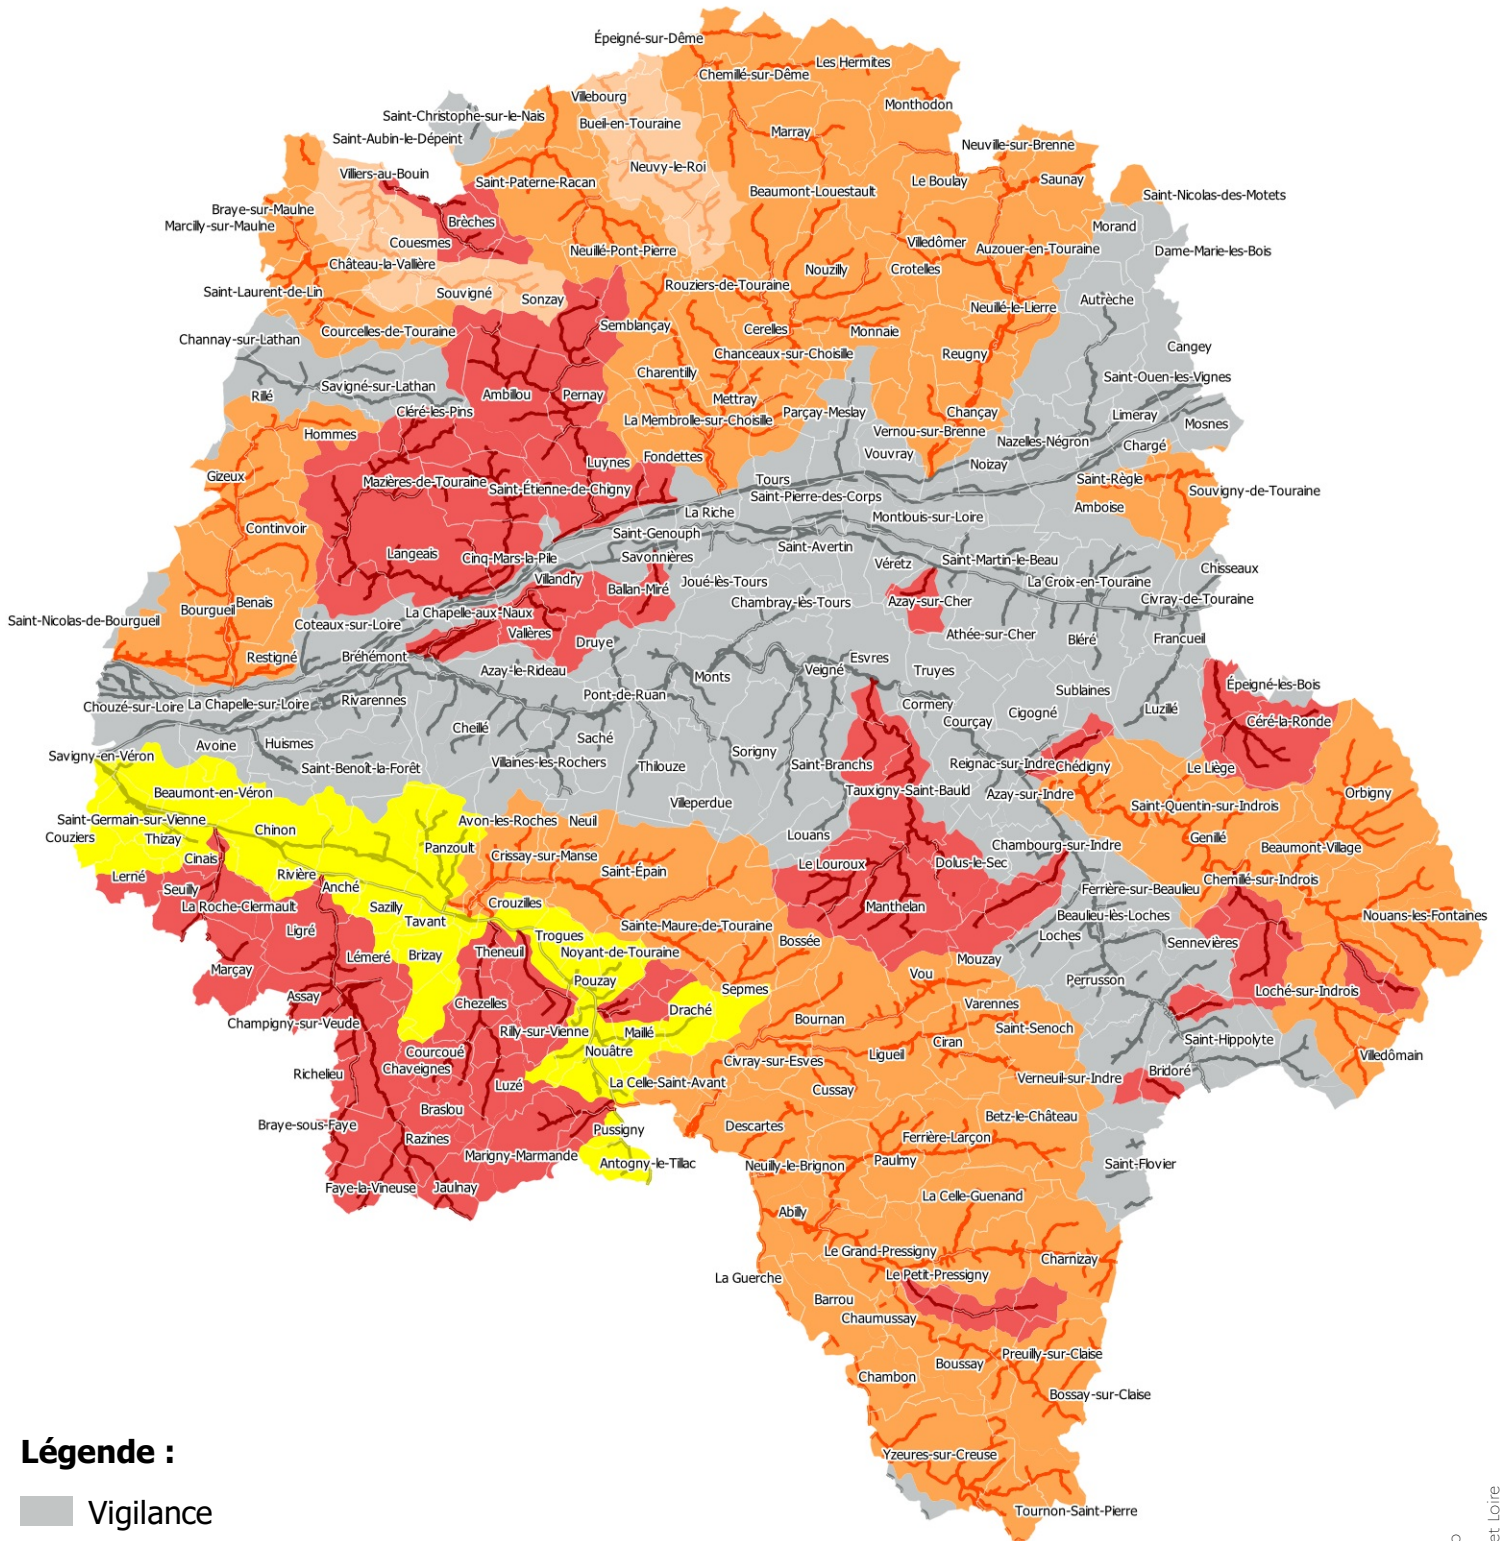 Épeigné-sur-Dême
Les Hermites
Chemillé-sur-Dême
Villebourg
Monthodon
Saint-Christophe-sur-le-Nais
Bueil-en-Touraine
Marray
Saint-Aubin-le-Dépeint
Neuville-sur-Brenne
Neuvy-le-Roi
Villiers-au-Bouin
Saint-Paterne-Racan
Le Boulay
Saunay
Beaumont-Louestault
Saint-Nicolas-des-Motets
Braye-sur-Maulne
Marcilly-sur-Maulne
Brèches
Morand
Couesmes
Villedômer
Auzouer-en-Touraine
Dame-Marie-les-Bois
Neuillé-Pont-Pierre
Château-la-Vallière
Nouzilly
Crotelles
Rouziers-de-Touraine
Saint-Laurent-de-Lin
Souvigné
Sonzay
Autrèche
Neuillé-le-Lierre
Courcelles-de-Touraine
Semblançay
Cerelles
Monnaie
Channay-sur-Lathan
Chanceaux-sur-Choisille
Reugny
Cangey
Charentilly
Saint-Ouen-les-Vignes
Savigné-sur-Lathan
Rillé
Ambillou
Pernay
Mettray
Cléré-les-Pins
La Membrolle-sur-Choisille
Parçay-Meslay
Chançay
Limeray
Mosnes
Hommes
Vernou-sur-Brenne
Nazelles-Négron
Chargé
Fondettes
Vouvray
Luynes
Noizay
Gizeux
Mazières-de-Touraine
Saint-Étienne-de-Chigny
Tours
Saint-Règle
Souvigny-de-Touraine
Saint-Pierre-des-Corps
Amboise
La Riche
Montlouis-sur-Loire
Continvoir
Saint-Genouph
Langeais
Cinq-Mars-la-Pile
Savonnières
Saint-Avertin
Véretz
Saint-Martin-le-Beau
Chisseaux
Villandry
Joué-lès-Tours
La Croix-en-Touraine
Ballan-Miré
Benais
Bourgueil
Chambray-lès-Tours
Azay-sur-Cher
Civray-de-Touraine
La Chapelle-aux-Naux
Saint-Nicolas-de-Bourgueil
Coteaux-sur-Loire
Vallères
Druye
Athée-sur-Cher
Bléré
Francueil
Restigné
Bréhémont
Azay-le-Rideau
Esvres
Veigné
Truyes
Monts
Épeigné-les-Bois
Pont-de-Ruan
Sublaines
Chouzé-sur-Loire
La Chapelle-sur-Loire
Rivarennes
Cormery
Cigogné
Luzillé
Courçay
Céré-la-Ronde
Cheillé
Saché
Avoine
Huismes
Sorigny
Savigny-en-Véron
Saint-Benoît-la-Forêt
Villaines-les-Rochers
Thilouze
Saint-Branchs
Reignac-sur-Indre
Chédigny
Le Liège
Beaumont-en-Véron
Tauxigny-Saint-Bauld
Azay-sur-Indre
Orbigny
Villeperdue
Saint-Quentin-sur-Indrois
Saint-Germain-sur-Vienne
Avon-les-Roches
Neuil
Couziers
Thizay
Chinon
Louans
Genillé
Panzoult
Chambourg-sur-Indre
Beaumont-Village
Cinais
Crissay-sur-Manse
Le Louroux
Dolus-le-Sec
Lerné
Rivière
Saint-Épain
Chemillé-sur-Indrois
Seuilly
Anché
Ferrière-sur-Beaulieu
La Roche-Clermault
Sazilly
Crouzilles
Manthelan
Beaulieu-lès-Loches
Nouans-les-Fontaines
Ligré
Tavant
Sainte-Maure-de-Touraine
Trogues
Bossée
Loches
Sennevières
Lémeré
Brizay
Theneuil
Noyant-de-Touraine
Mouzay
Marçay
Pouzay
Vou
Perrusson
Assay
Sepmes
Loché-sur-Indrois
Chezelles
Draché
Varennes
Champigny-sur-Veude
Rilly-sur-Vienne
Maillé
Bournan
Saint-Senoch
Ciran
Saint-Hippolyte
Courcoué
Nouâtre
Civray-sur-Esves
Ligueil
Villedômain
Chaveignes
Richelieu
Luzé
La Celle-Saint-Avant
Cussay
Verneuil-sur-Indre
Bridoré
Braslou
Betz-le-Château
Braye-sous-Faye
Pussigny
Descartes
Razines
Ferrière-Larçon
Marigny-Marmande
Antogny-le-Tillac
Neuilly-le-Brignon
Paulmy
Saint-Flovier
Faye-la-Vineuse
Jaulnay
La Celle-Guenand
Abilly
Le Grand-Pressigny
Charnizay
La Guerche
Le Petit-Pressigny
Barrou
Chaumussay
Preuilly-sur-Claise
Boussay
Chambon
Bossay-sur-Claise
Légende :
Yzeures-sur-Creuse
Vigilance
Tournon-Saint-Pierre
et Loire